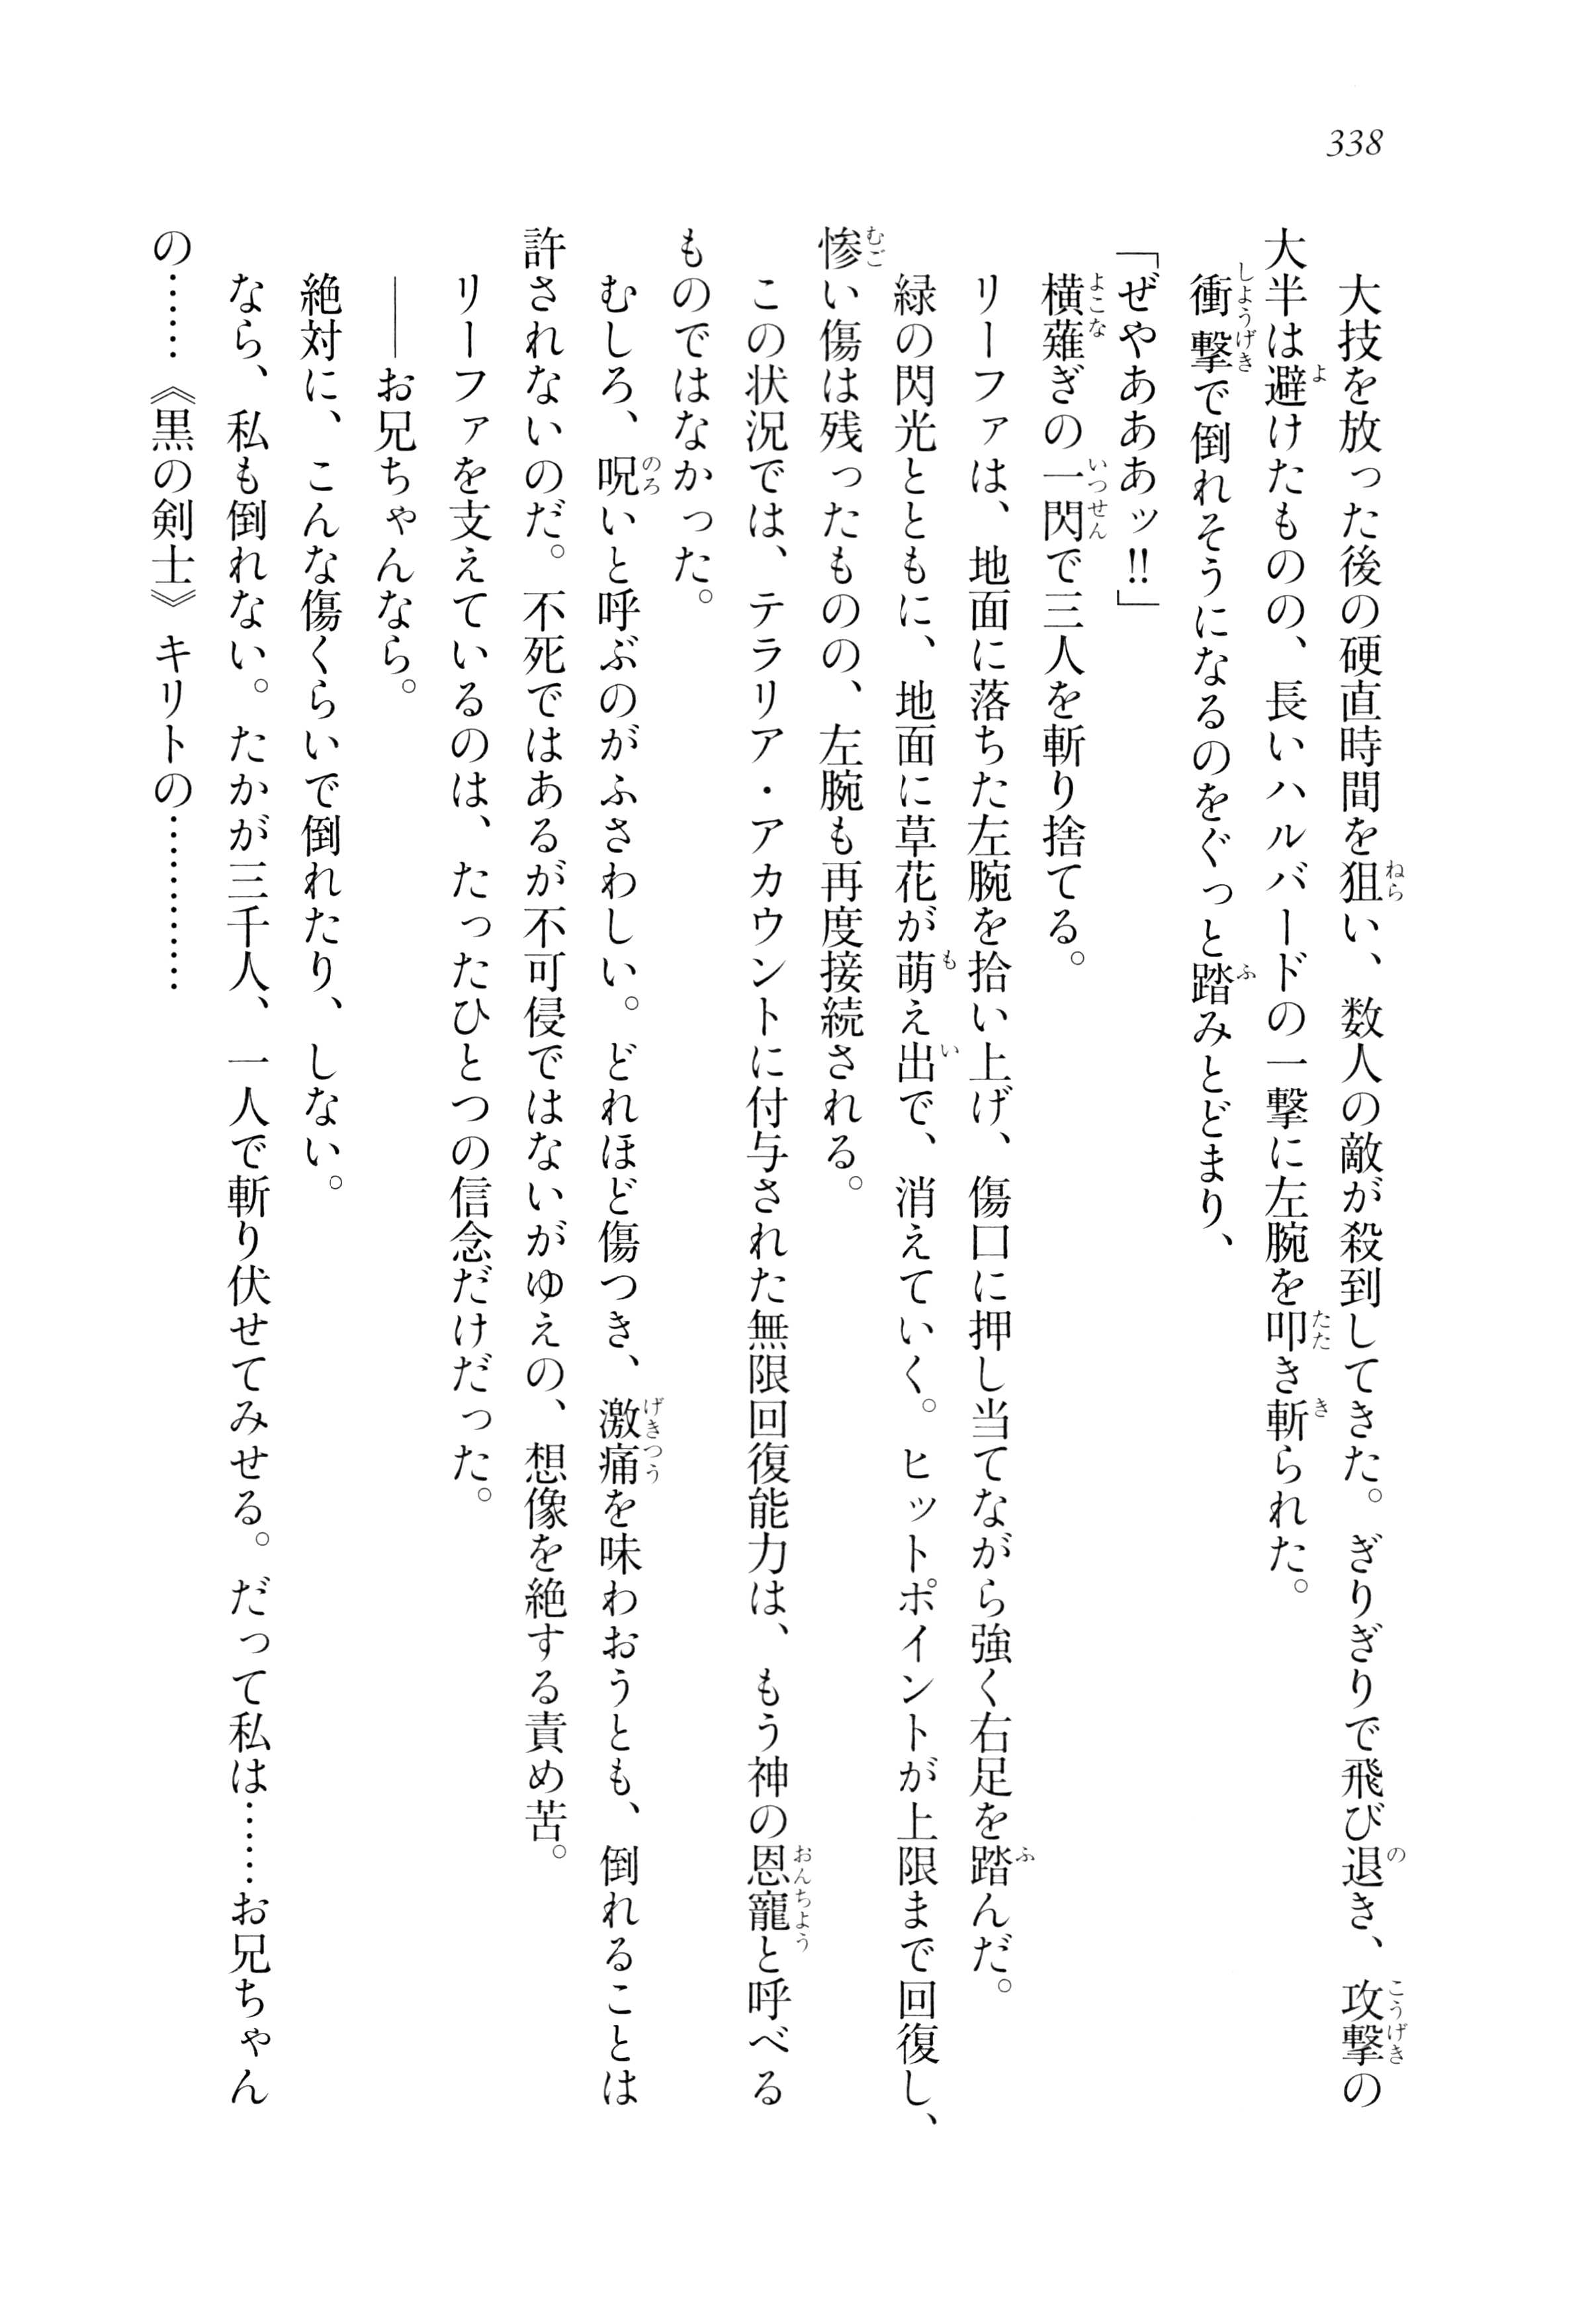 338
大技を放った後の硬直時間を狙い、数人の敵が殺到してきた。ぎりぎりで飛び退き、攻撃の
大半は避けたものの、長いハルバードの一撃に左腕を叩き斬られた。
衝撃で倒れそうになるのをぐっと踏みとどまり、
「ぜやあああッ!!」
横薙ぎの一閃で三人を斬り捨てる。
リーファは、地面に落ちた左腕を拾い上げ、傷口に押し当てながら強く右足を踏んだ。
緑の閃光とともに、地面に草花が萌え出で、消えていく。ヒットポイントが上限まで回復し、
惨い傷は残ったものの、左腕も再度接続される。
この状況では、テラリア・アカウントに付与された無限回復能力は、もう神の恩寵と呼べる
ものではなかった。
むしろ、呪いと呼ぶのがふさわしい。どれほど傷つき、激痛を味わおうとも、倒れることは
許されないのだ。不死ではあるが不可侵ではないがゆえの、想像を絶する責め苦。
リーファを支えているのは、たったひとつの信念だけだった。
――お兄ちゃんなら。
絶対に、こんな傷くらいで倒れたり、しない。
なら、私も倒れない。たかが三千人、一人で斬り伏せてみせる。だって私は……お兄ちゃん
の……《黒の剣士》キリトの…………